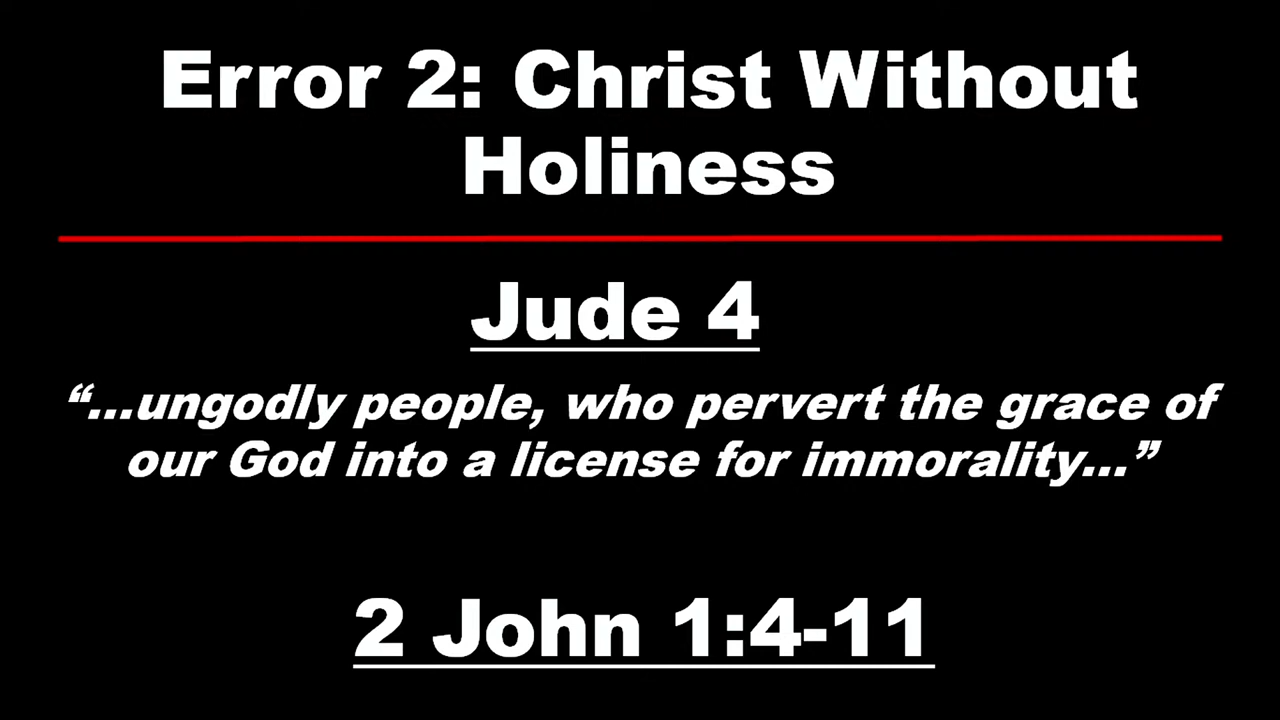 Error 2: Christ Without
Holiness
Jude 4
“...ungodly people, who pervert the grace of
our God into a license for immorality...”
2 John 1:4-11